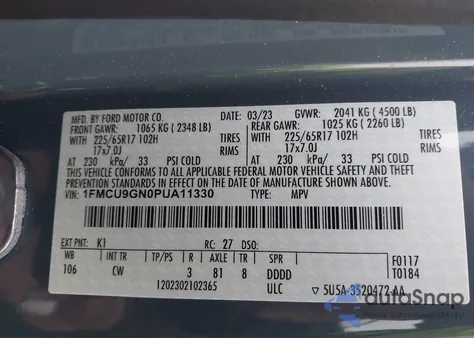 MFD. BY FORD MOTOR CO.
03/23 GVWR: 2041 KG ( 4500 LB)
FRONT GAWR: 1065 KG ( 2348 LB) REAR GAWR: 1025 KG ( 2260 LB)
WITH 225/65R17 102H TIRES WITH 225/65R17 102H TIRES
17x7.0J RIMS 17x7.0J RIMS
AT 230 kPa/ 33 PSI COLD AT 230 kPa/ 33 PSI COLD
THIS VEHICLE CONFORMS TO ALL APPLICABLE FEDERAL MOTOR VEHICLE SAFETY,
BUMPER, AND THEFT PREVENTION STANDARDS IN EFFECT ON THE DATE OF MANUFACTURE SHOWN ABOVE.
VIN: 1FMCU9GN0PUA11330 TYPE: MPV
EXT PNT: K1 RC: 27 DSO: F0117
WB INT TR TP/PS R AXLE TR SPR T0184
106 CW 3 81 8 DDDD
1202302102365 ULC ▽ 5U5A-3520472-AA
autoSnap